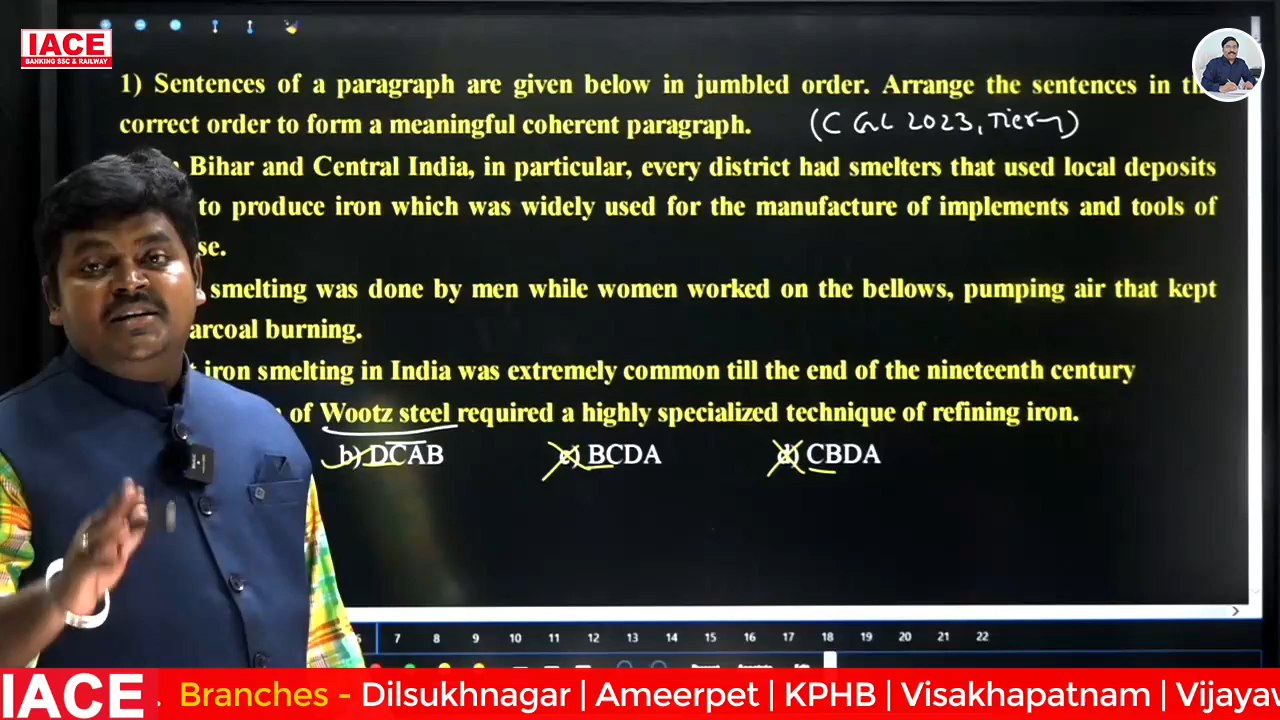 IACE
BANKING SSC & RAILWAY
1) Sentences of a paragraph are given below in jumbled order. Arrange the sentences in th
correct order to form a meaningful coherent paragraph. (CGL 2023, Tier-1)
Bihar and Central India, in particular, every district had smelters that used local deposits
to produce iron which was widely used for the manufacture of implements and tools of
se.
smelting was done by men while women worked on the bellows, pumping air that kept
arcoal burning.
iron smelting in India was extremely common till the end of the nineteenth century
of Wootz steel required a highly specialized technique of refining iron.
b) DCAB c) BCDA d) CBDA
7 8 9 10 11 12 13 14 15 16 17 18 19 20 21 22
IACE . Branches - Dilsukhnagar | Ameerpet | KPHB | Visakhapatnam | Vijayav